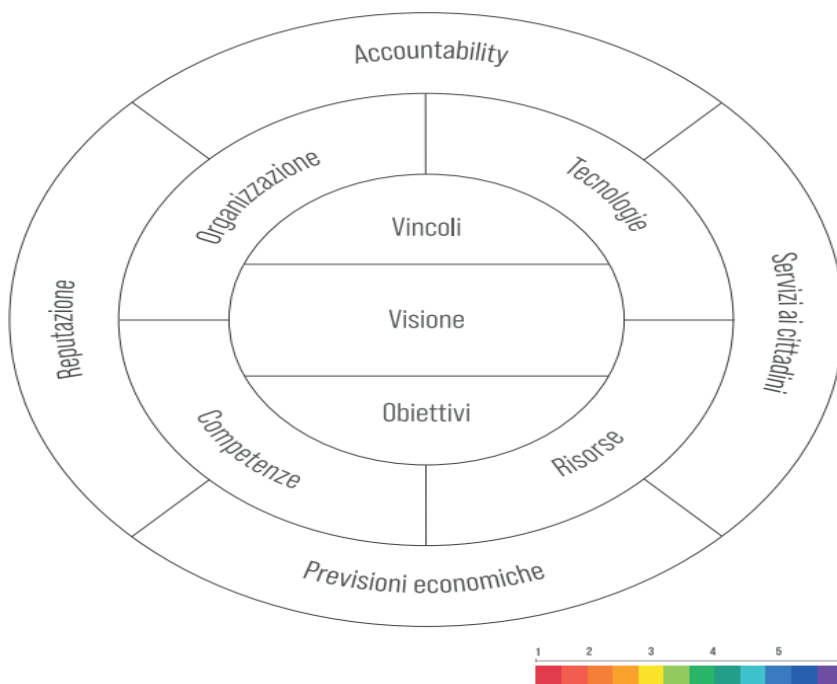 Accountability
Organizzazione
Tecnologie
Vincoli
Reputazione
Visione
Servizi ai cittadini
Obiettivi
Competenze
Risorse
Previsioni economiche
1 2 3 4 5